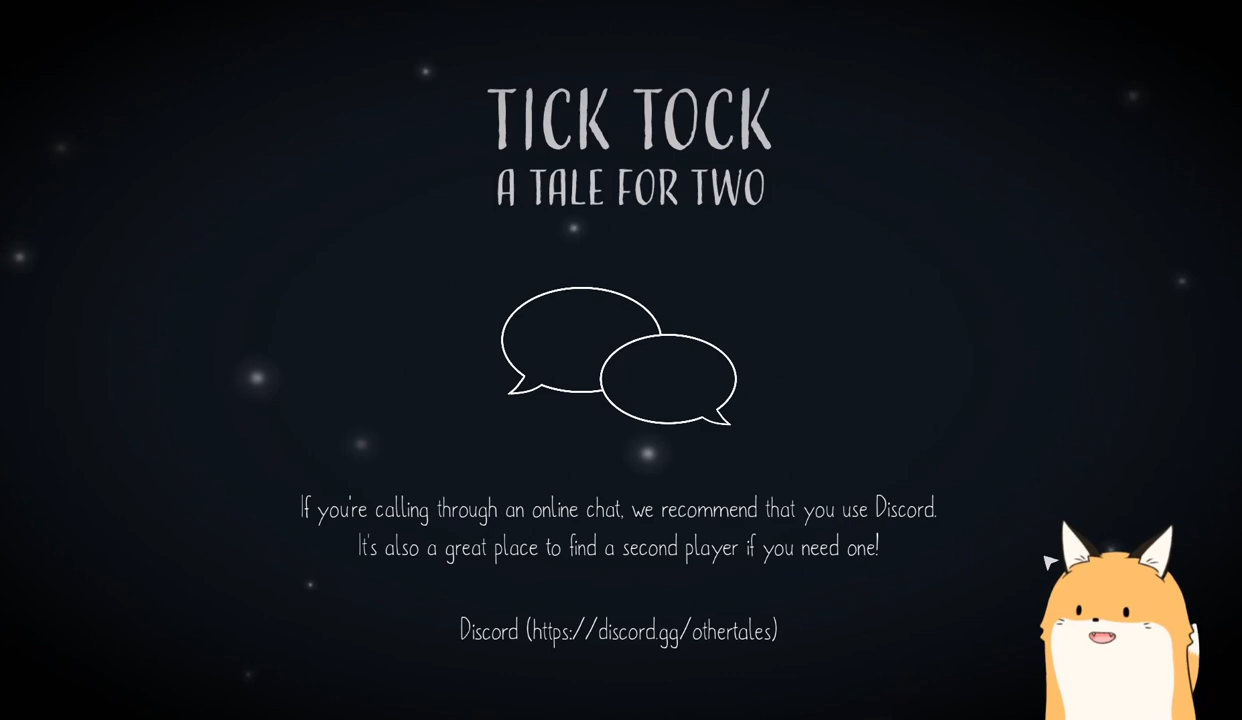 TICK TOCK
A TALE FOR TWO
If you're calling through an online chat, we recommend that you use Discord.
It's also a great place to find a second player if you need one!
Discord (https://discord.gg/othertales)